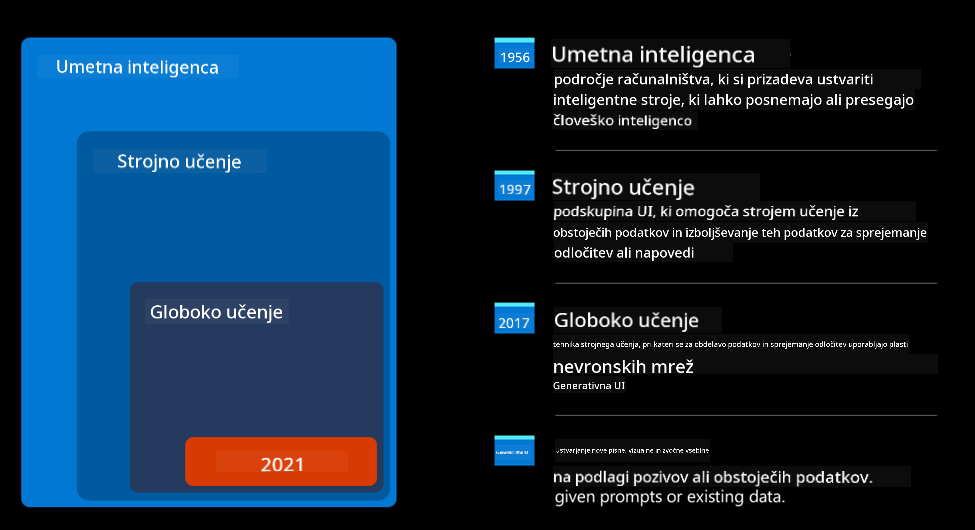 Umetna inteligenca
Strojno učenje
Globoko učenje
2021
1956
Umetna inteligenca
področje računalništva, ki si prizadeva ustvariti
inteligentne stroje, ki lahko posnemajo ali presegajo
človeško inteligenco
1997
Strojno učenje
podskupina UI, ki omogoča strojem učenje iz
obstoječih podatkov in izboljševanje teh podatkov za sprejemanje
odločitev ali napovedi
2017
Globoko učenje
tehnika strojnega učenja, pri kateri se za obdelavo podatkov in sprejemanje odločitev uporabljajo plasti
nevronskih mrež
Generativna UI
Ustvarjanje nove pisne, vizualne in zvočne vsebine
na podlagi pozivov ali obstoječih podatkov.
given prompts or existing data.